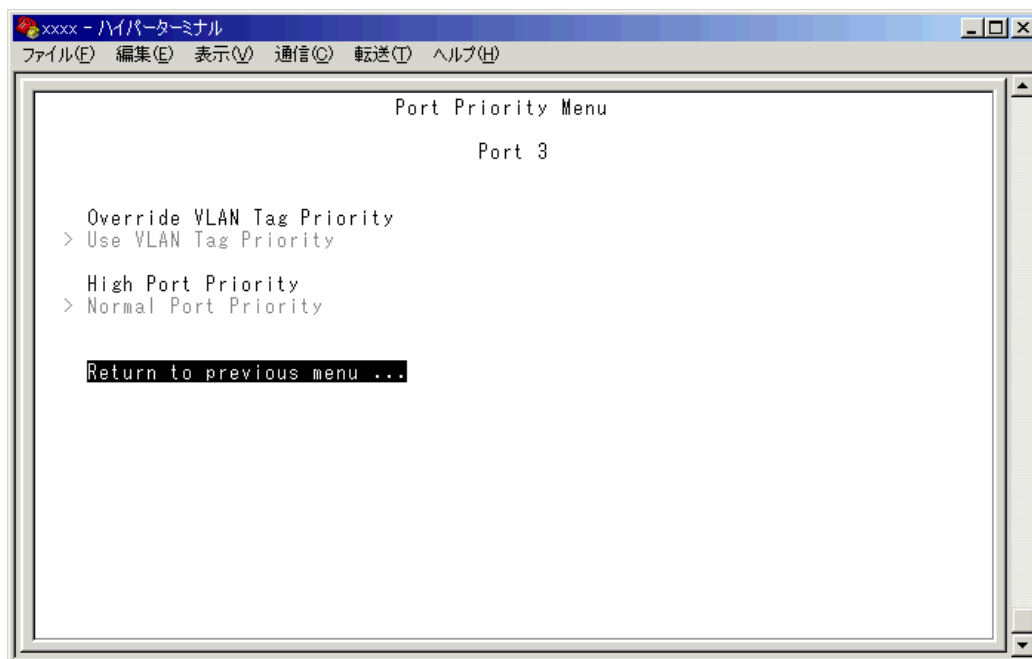 xxxx - ハイパーターミナル
ファイル(F) 編集(E) 表示(V) 通信(C) 転送(T) ヘルプ(H)
Port Priority Menu
Port 3
Override VLAN Tag Priority
> Use VLAN Tag Priority
High Port Priority
> Normal Port Priority
Return to previous menu ...